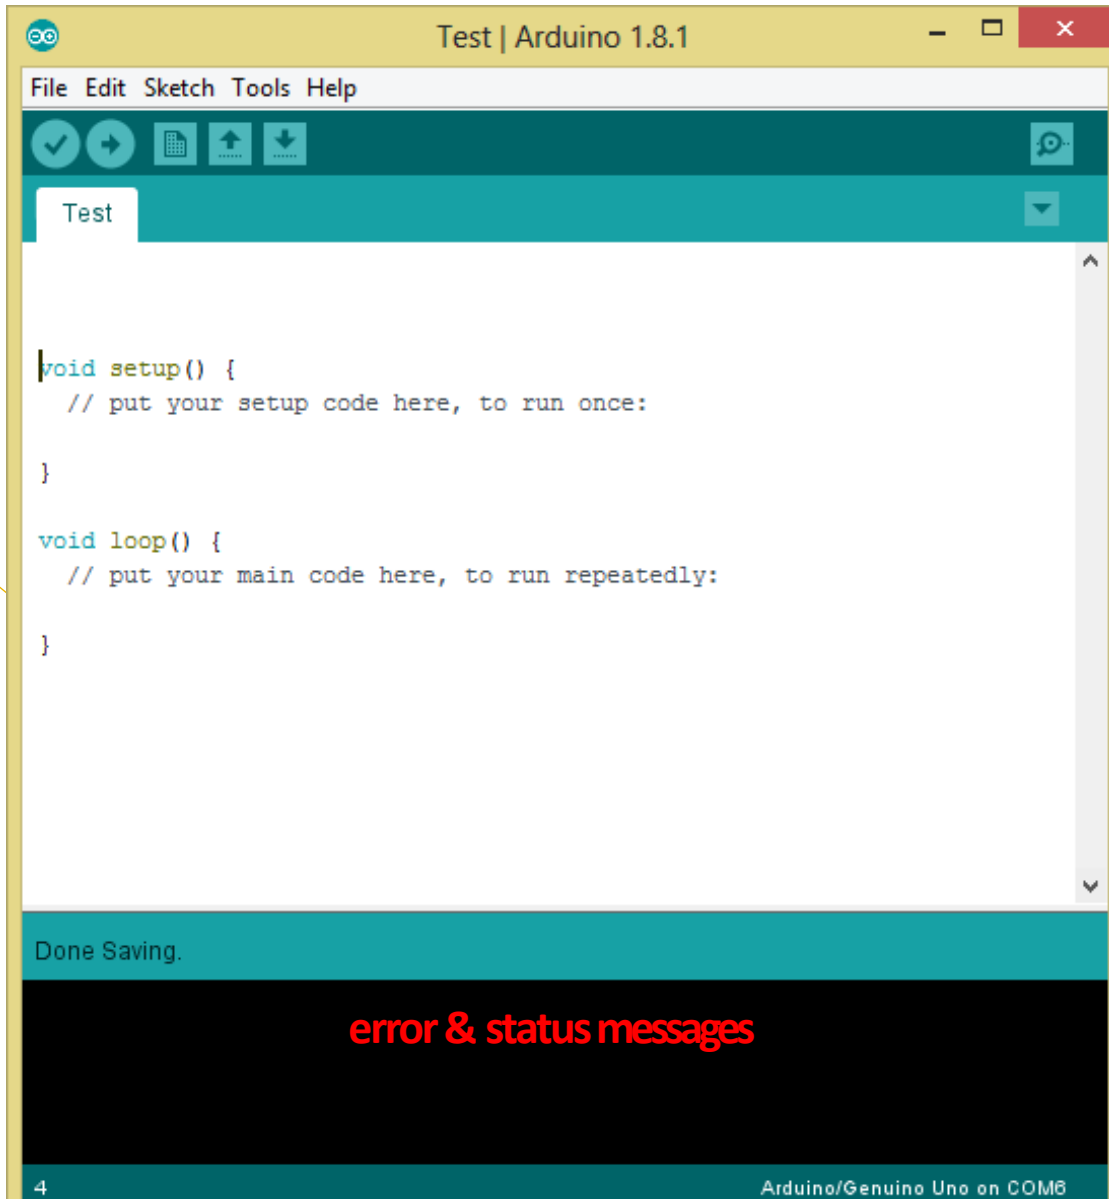 Test | Arduino 1.8.1
File Edit Sketch Tools Help
Test
void setup() {
  // put your setup code here, to run once:
}
void loop() {
  // put your main code here, to run repeatedly:
}
Done Saving.
error & status messages
4 Arduino/Genuino Uno on COM6